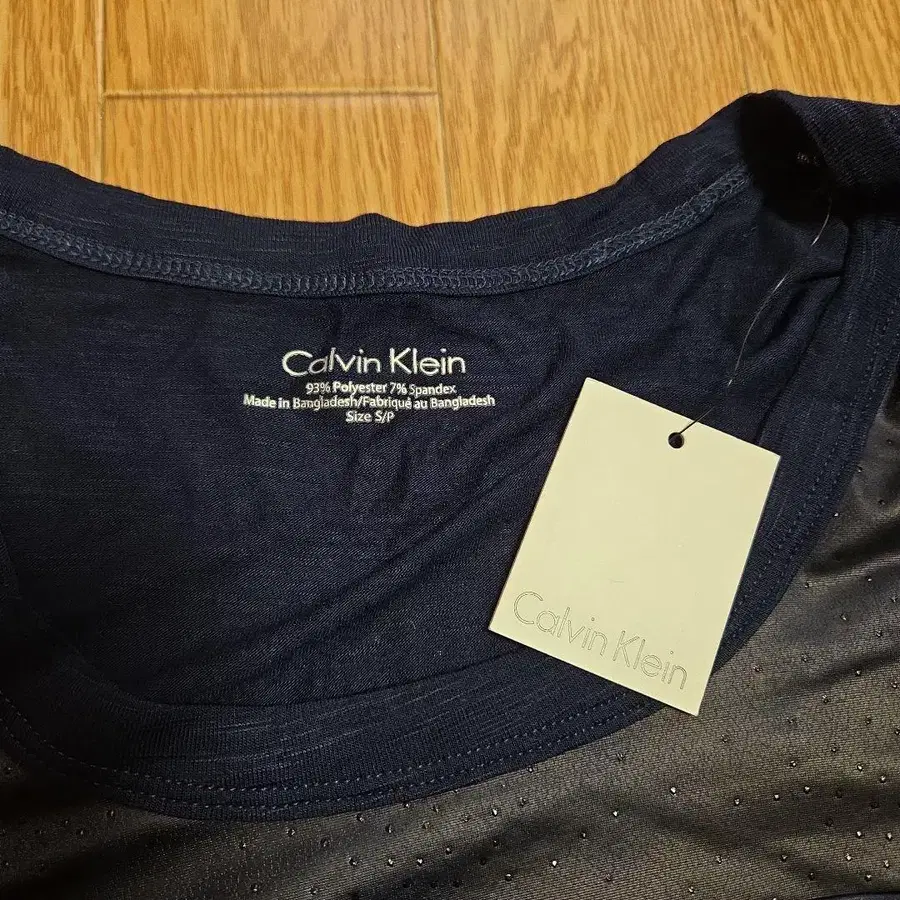 Calvin Klein
93% Polyester 7% Spandex
Made in Bangladesh/Fabriqué au Bangladesh
Size S/P
Calvin Klein